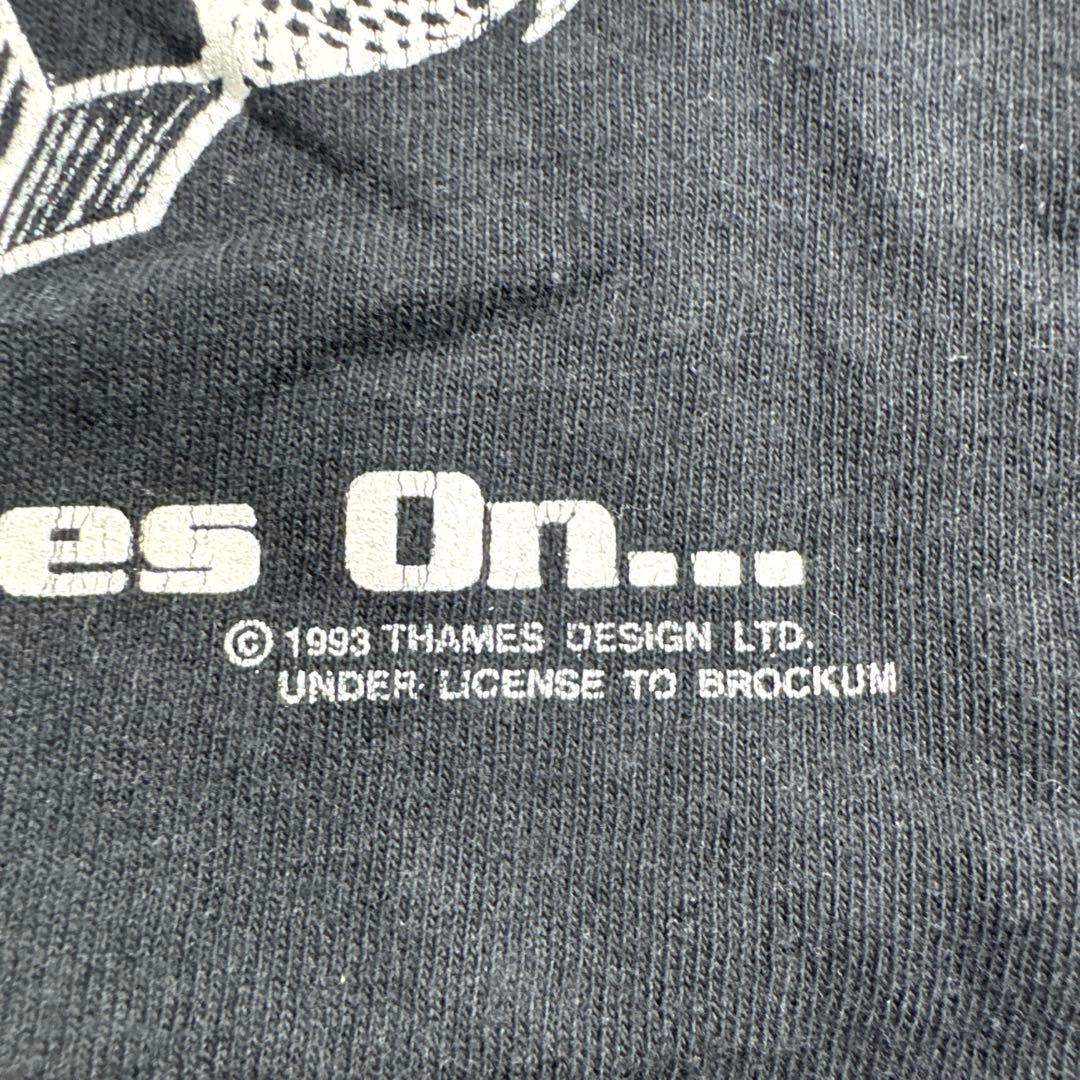 es On...
© 1993 THAMES DESIGN LTD.
UNDER LICENSE TO BROCKUM